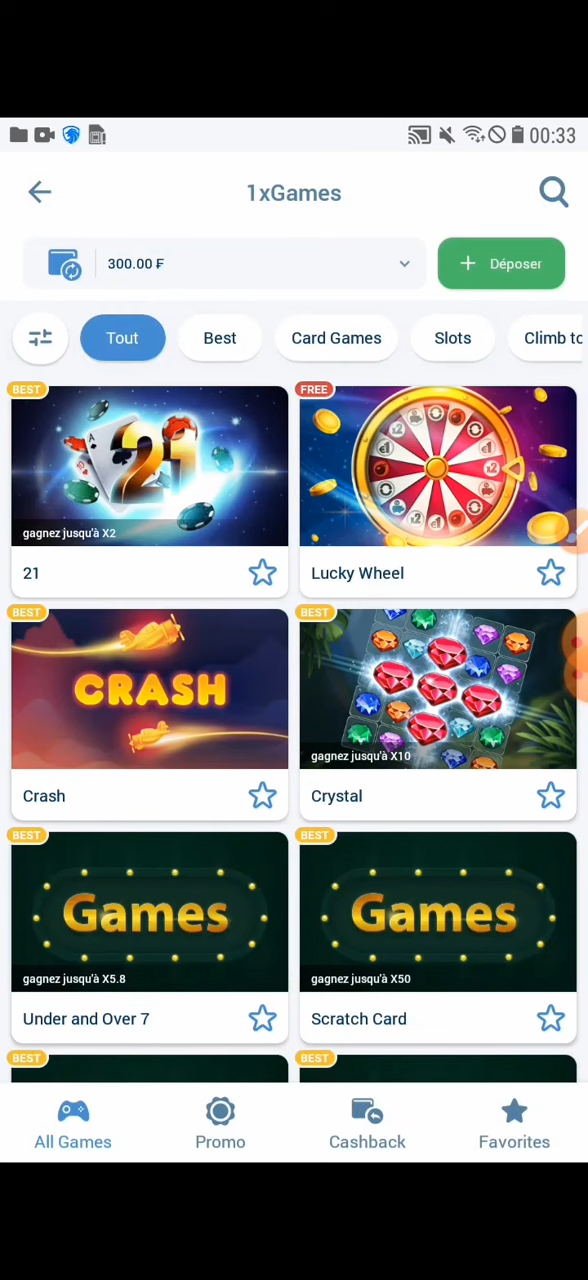 00:33
1xGames
300.00 ₣
+ Déposer
Tout
Best
Card Games
Slots
Climb to
BEST
FREE
21
gagnez jusqu'à X2
21
Lucky Wheel
BEST
BEST
CRASH
gagnez jusqu'à X10
Crash
Crystal
BEST
BEST
Games
Games
gagnez jusqu'à X5.8
gagnez jusqu'à X50
Under and Over 7
Scratch Card
BEST
BEST
All Games
Promo
Cashback
Favorites